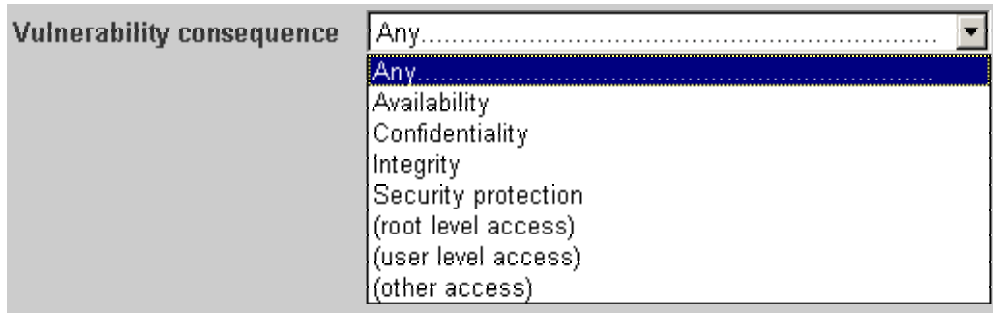 Vulnerability consequence Any............................................................
Any............................................................
Availability
Confidentiality
Integrity
Security protection
(root level access)
(user level access)
(other access)